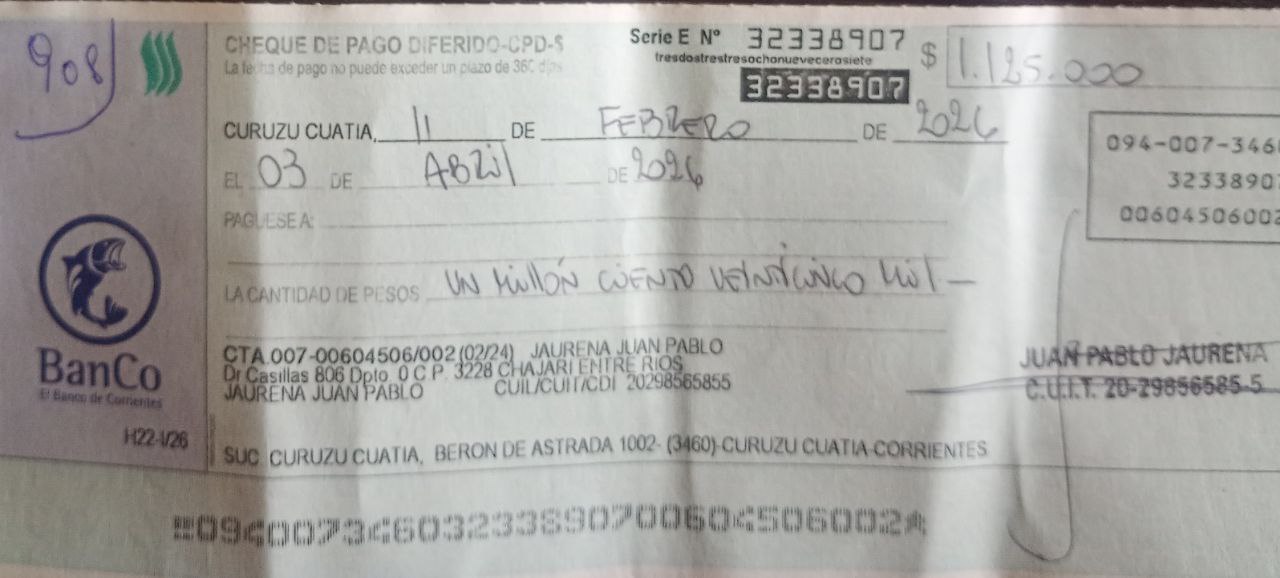 908
CHEQUE DE PAGO DIFERIDO-CPD-$
La fecha de pago no puede exceder un plazo de 360 días
Serie E Nº 32338907
tresdostrestresochonuevecerosiete
32338907
$ 1.125.000
CURUZU CUATIA, 11 DE FEBRERO DE 2026
EL 03 DE ABRil DE 2026
094-007-3460
32338907
00604506002
PAGUESE A:
LA CANTIDAD DE PESOS UN Millón CIENTO VEINTICINCO Mil —
BanCo
El Banco de Corrientes
H22-I/26
CTA 007-00604506/002 (02/24) JAURENA JUAN PABLO
Dr Casillas 806 Dpto 0 C P. 3228 CHAJARI ENTRE RIOS
JAURENA JUAN PABLO CUIL/CUIT/CDI 20298565855
JUAN PABLO JAURENA
C.U.I.T. 20-29856585-5
SUC CURUZU CUATIA, BERON DE ASTRADA 1002- (3460)-CURUZU CUATIA-CORRIENTES
09400734603233890700604506002